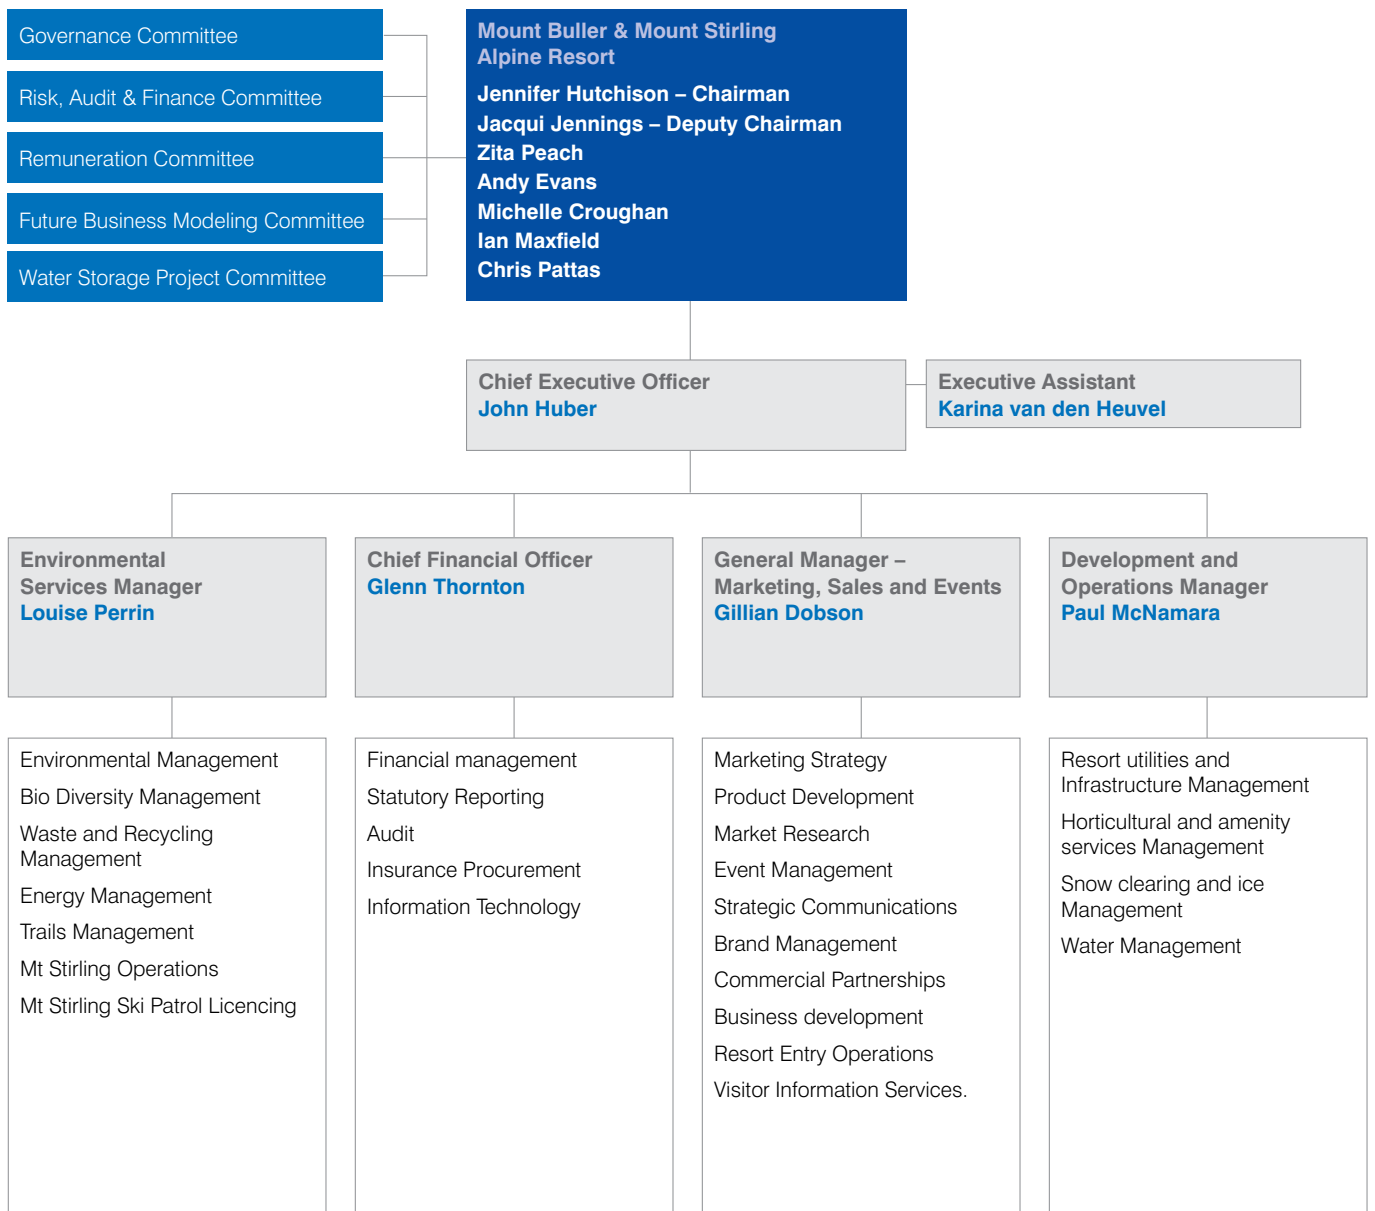 Governance Committee
Risk, Audit & Finance Committee
Remuneration Committee
Future Business Modeling Committee
Water Storage Project Committee
Mount Buller & Mount Stirling
Alpine Resort
Jennifer Hutchison – Chairman
Jacqui Jennings – Deputy Chairman
Zita Peach
Andy Evans
Michelle Croughan
Ian Maxfield
Chris Pattas
Chief Executive Officer
John Huber
Executive Assistant
Karina van den Heuvel
Environmental
Services Manager
Louise Perrin
Chief Financial Officer
Glenn Thornton
General Manager –
Marketing, Sales and Events
Gillian Dobson
Development and
Operations Manager
Paul McNamara
Environmental Management
Bio Diversity Management
Waste and Recycling
Management
Energy Management
Trails Management
Mt Stirling Operations
Mt Stirling Ski Patrol Licencing
Financial management
Statutory Reporting
Audit
Insurance Procurement
Information Technology
Marketing Strategy
Product Development
Market Research
Event Management
Strategic Communications
Brand Management
Commercial Partnerships
Business development
Resort Entry Operations
Visitor Information Services.
Resort utilities and
Infrastructure Management
Horticultural and amenity
services Management
Snow clearing and ice
Management
Water Management